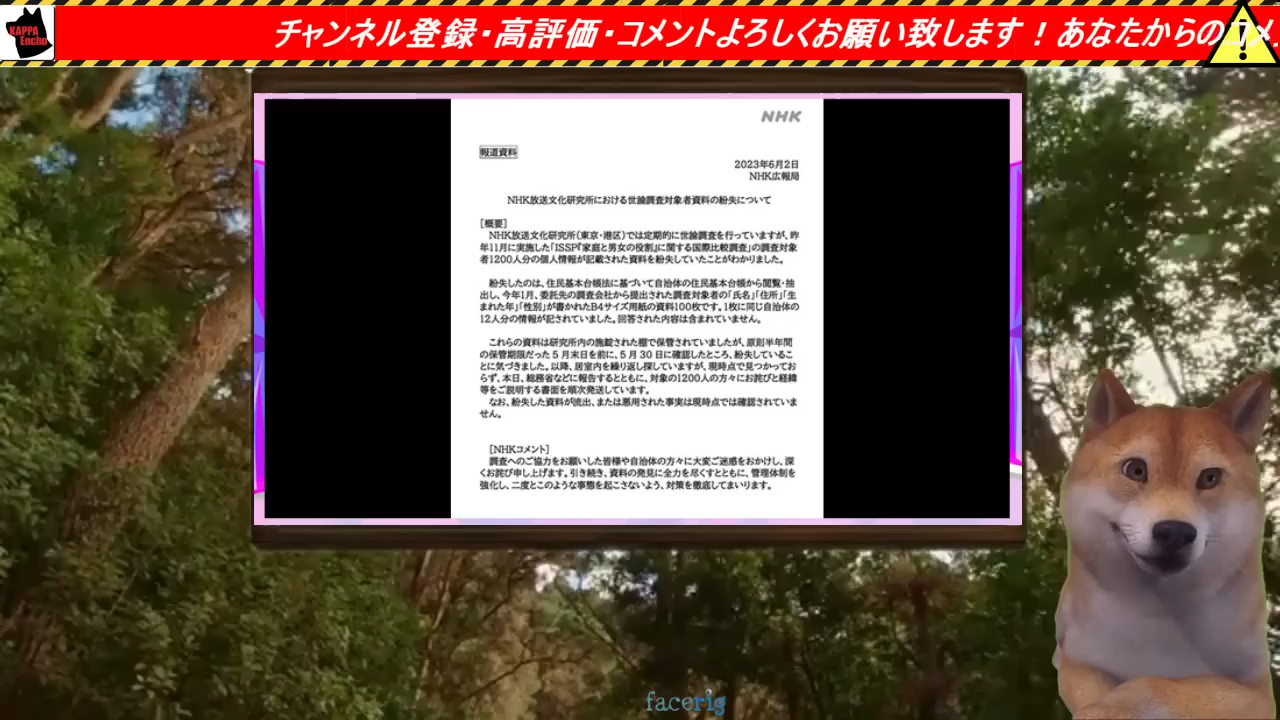 KAPPA
Encho
チャンネル登録・高評価・コメントよろしくお願い致します！あなたからの
NHK
報道資料
2023年6月2日
NHK広報局
NHK放送文化研究所における世論調査対象者資料の紛失について
［概要］
NHK放送文化研究所（東京・港区）では定期的に世論調査を行っていますが、昨
年11月に実施した「ISSP『家庭と男女の役割』に関する国際比較調査」の調査対象
者1200人分の個人情報が記載された資料を紛失していたことがわかりました。
紛失したのは、住民基本台帳法に基づいて自治体の住民基本台帳から閲覧・抽
出し、今年1月、委託先の調査会社から提出された調査対象者の「氏名」「住所」「生
まれた年」「性別」が書かれたB4サイズ用紙の資料100枚です。1枚に同じ自治体の
12人分の情報が記されていました。回答された内容は含まれていません。
これらの資料は研究所内の施錠された棚で保管されていましたが、原則半年間
の保管期限だった５月末日を前に、５月30日に確認したところ、紛失しているこ
とに気づきました。以降、居室内を繰り返し探していますが、現時点で見つかってお
らず、本日、総務省などに報告するとともに、対象の1200人の方々にお詫びと経緯
等をご説明する書面を順次発送しています。
なお、紛失した資料が流出、または悪用された事実は現時点では確認されていま
せん。
［NHKコメント］
調査へのご協力をお願いした皆様や自治体の方々に大変ご迷惑をおかけし、深
くお詫び申し上げます。引き続き、資料の発見に全力を尽くすとともに、管理体制を
強化し、二度とこのような事態を起こさないよう、対策を徹底してまいります。
facerig